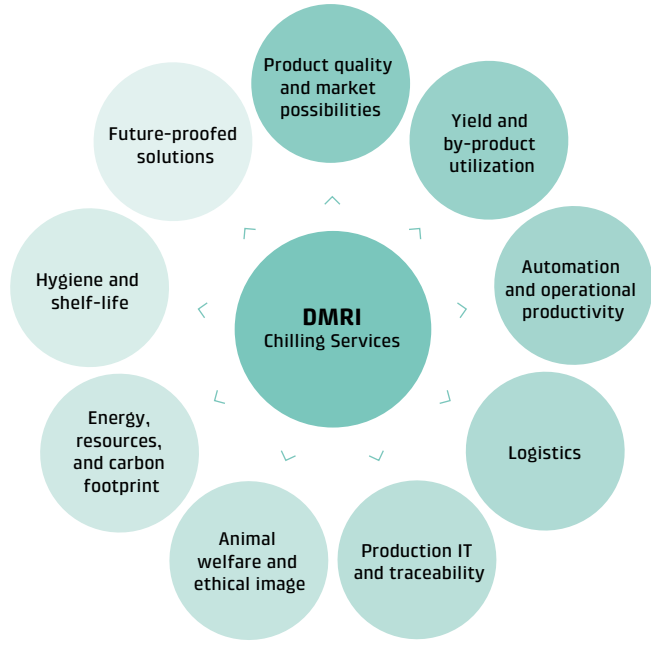 Product quality
and market
possibilities
Yield and
by-product
utilization
Automation
and operational
productivity
Logistics
Production IT
and traceability
Animal
welfare and
ethical image
Energy,
resources,
and carbon
footprint
Hygiene and
shelf-life
Future-proofed
solutions
DMRI
Chilling Services